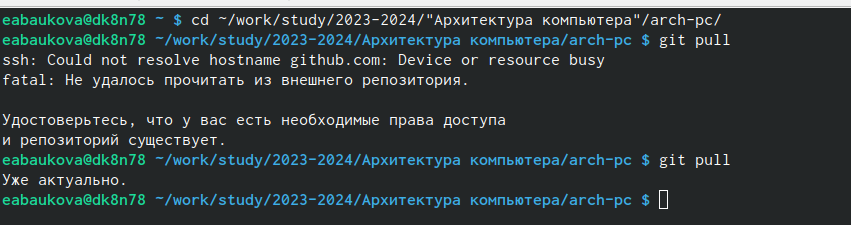 eabaukova@dk8n78 ~ $ cd ~/work/study/2023-2024/"Архитектура компьютера"/arch-pc/
eabaukova@dk8n78 ~/work/study/2023-2024/Архитектура компьютера/arch-pc $ git pull
ssh: Could not resolve hostname github.com: Device or resource busy
fatal: Не удалось прочитать из внешнего репозитория.
Удостоверьтесь, что у вас есть необходимые права доступа
и репозиторий существует.
eabaukova@dk8n78 ~/work/study/2023-2024/Архитектура компьютера/arch-pc $ git pull
Уже актуально.
eabaukova@dk8n78 ~/work/study/2023-2024/Архитектура компьютера/arch-pc $